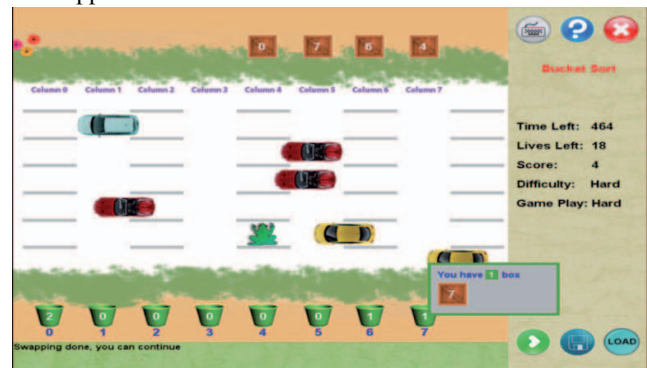 0 7 6 4
Bucket Sort
Column 0 Column 1 Column 2 Column 3 Column 4 Column 5 Column 6 Column 7
Time Left: 464
Lives Left: 18
Score: 4
Difficulty: Hard
Game Play: Hard
You have 1 box
7
2 0 0 0 0 0 1 1
0 1 2 3 4 5 6 7
Swapping done, you can continue
LOAD